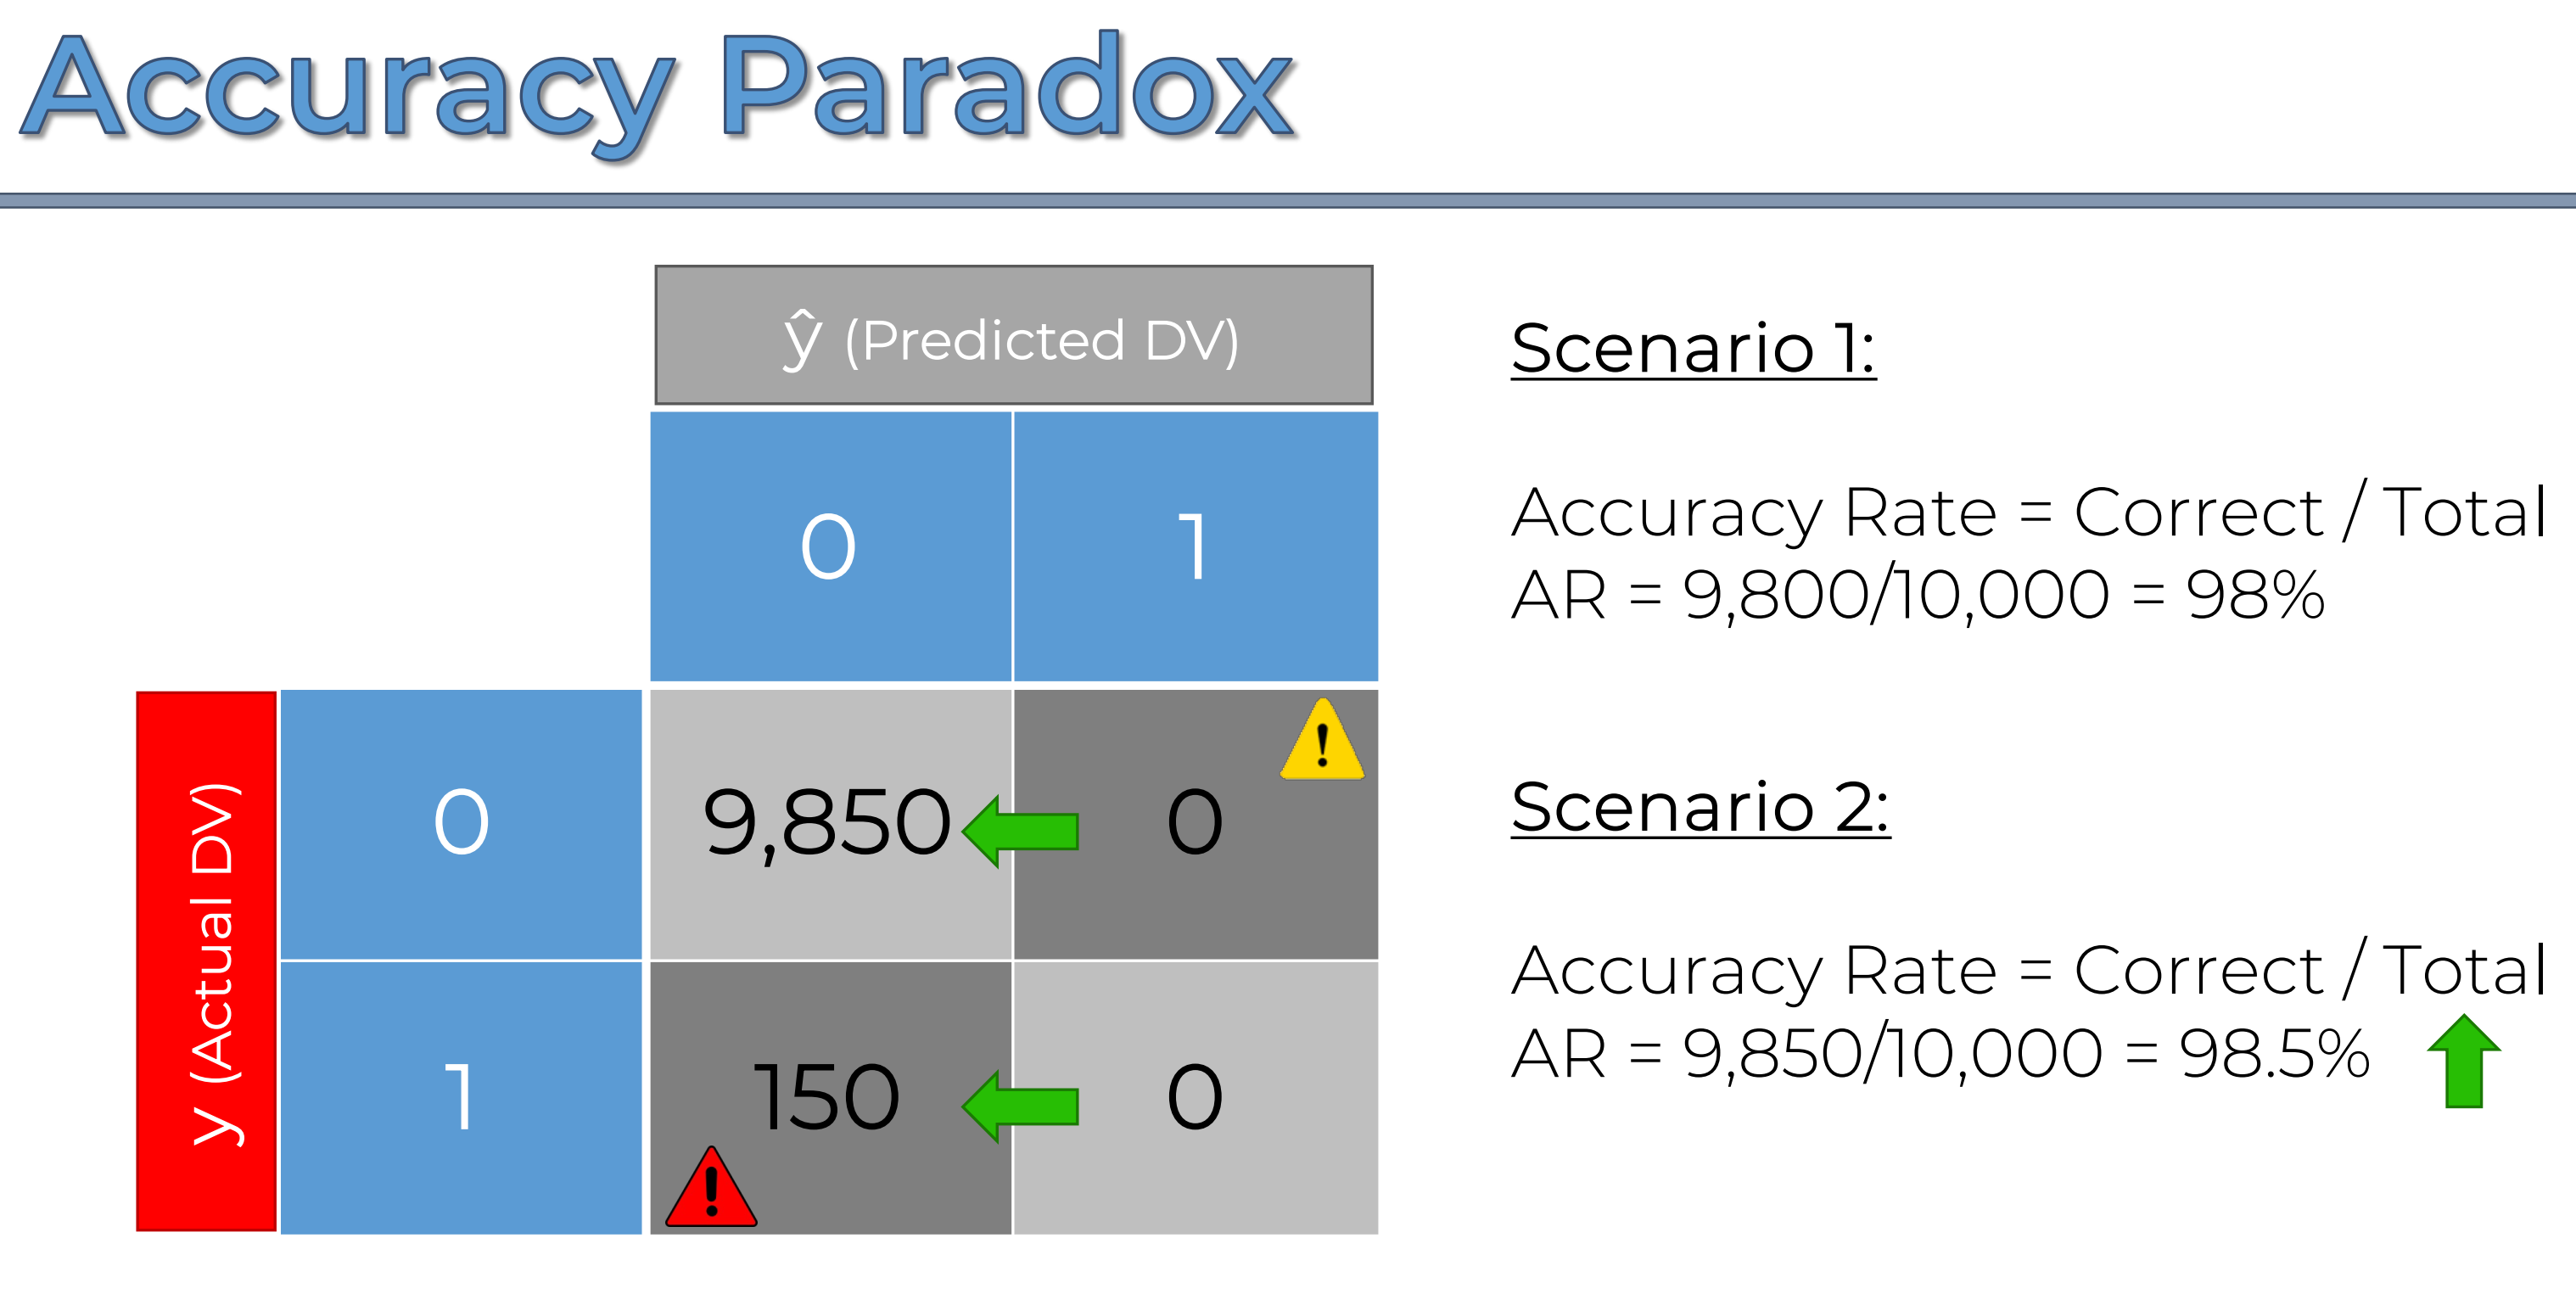 Accuracy Paradox
ŷ (Predicted DV)
0 1
y (Actual DV)
0 9,850 0
1 150 0
Scenario 1:
Accuracy Rate = Correct / Total
AR = 9,800/10,000 = 98%
Scenario 2:
Accuracy Rate = Correct / Total
AR = 9,850/10,000 = 98.5%